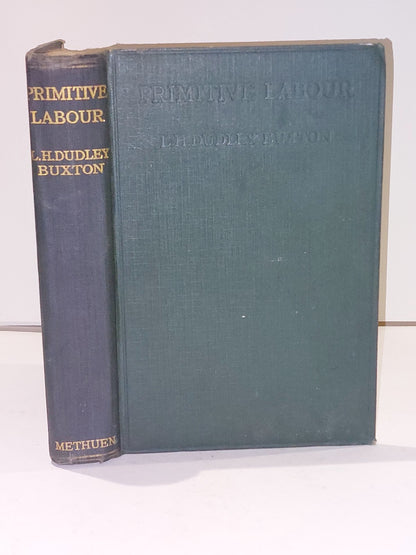 PRIMITIVE
LABOUR
L.H.DUDLEY
BUXTON
METHUEN
PRIMITIVE LABOUR
L.H.DUDLEY BUXTON